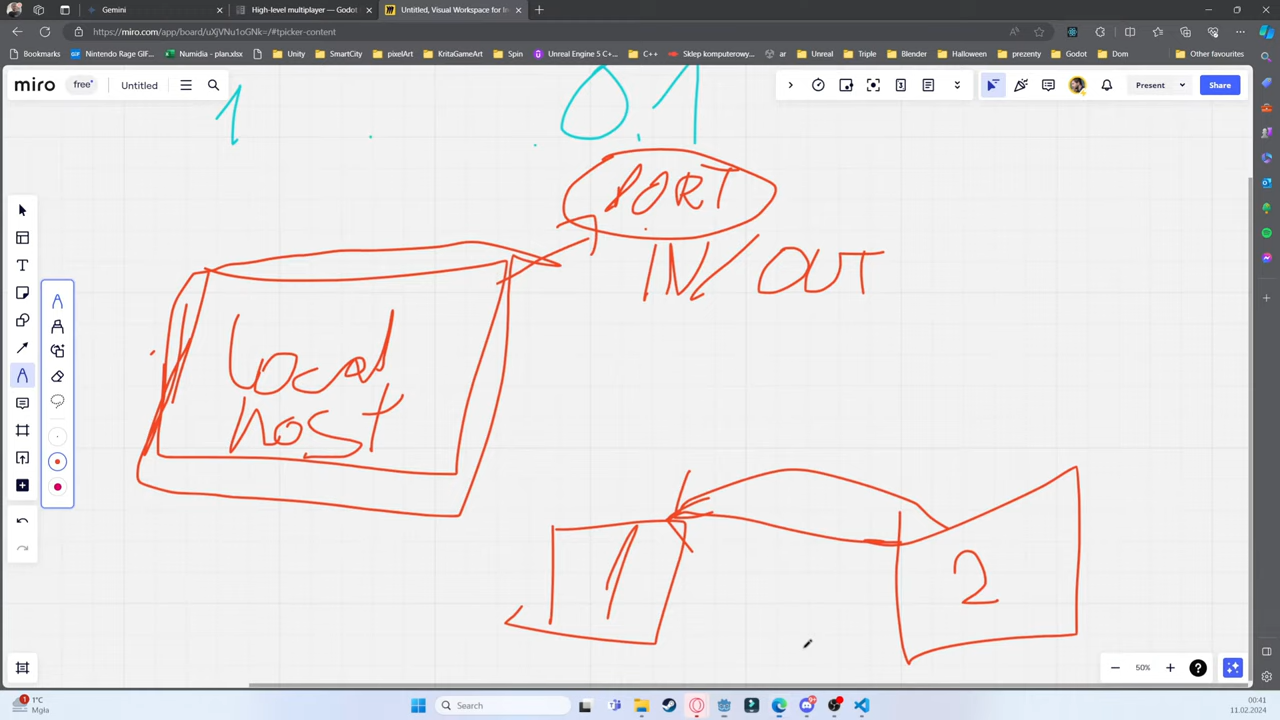 Gemini
High-level multiplayer — Godot
Untitled, Visual Workspace for In
https://miro.com/app/board/uXjVNu1oGNk=/#tpicker-content
Bookmarks
Nintendo Rage GIF...
Numidia - plan.xlsx
Unity
SmartCity
pixelArt
KritaGameArt
Spin
Unreal Engine 5 C+...
C++
Sklep komputerowy...
ar
Unreal
Triple
Blender
Halloween
prezenty
Godot
Dom
Other favourites
miro
free
Untitled
Present
Share
1
0.1
PORT
IN/OUT
Local
host
1
2
50%
1°C
Mgła
Search
00:41
11.02.2024